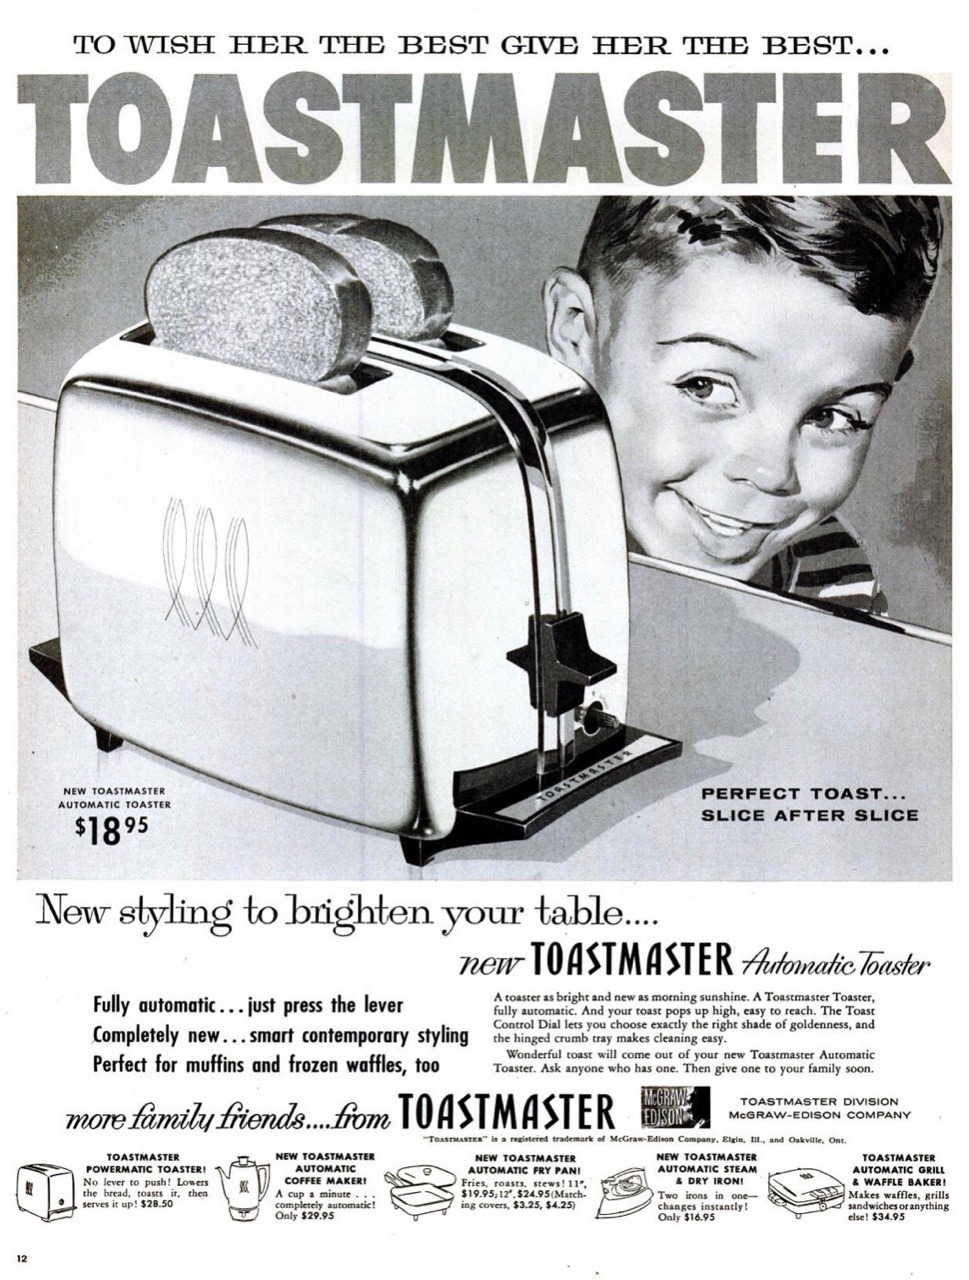 TO WISH HER THE BEST GIVE HER THE BEST...
TOASTMASTER
TOASTMASTER
NEW TOASTMASTER
AUTOMATIC TOASTER
$18 95
PERFECT TOAST...
SLICE AFTER SLICE
New styling to brighten your table....
new TOASTMASTER Automatic Toaster
Fully automatic...just press the lever
Completely new...smart contemporary styling
Perfect for muffins and frozen waffles, too
A toaster as bright and new as morning sunshine. A Toastmaster Toaster,
fully automatic. And your toast pops up high, easy to reach. The Toast
Control Dial lets you choose exactly the right shade of goldenness, and
the hinged crumb tray makes cleaning easy.
Wonderful toast will come out of your new Toastmaster Automatic
Toaster. Ask anyone who has one. Then give one to your family soon.
more family friends....from TOASTMASTER
McGRAW
EDISON
TOASTMASTER DIVISION
McGRAW-EDISON COMPANY
"TOASTMASTER" is a registered trademark of McGraw-Edison Company, Elgin, Ill., and Oakville, Ont.
TOASTMASTER
POWERMATIC TOASTER!
No lever to push! Lowers
the bread, toasts it, then
serves it up! $28.50
NEW TOASTMASTER
AUTOMATIC
COFFEE MAKER!
A cup a minute . . .
completely automatic!
Only $29.95
NEW TOASTMASTER
AUTOMATIC FRY PAN!
Fries, roasts, stews! 11",
$19.95; 12", $24.95 (Match-
ing covers, $3.25, $4.25)
NEW TOASTMASTER
AUTOMATIC STEAM
& DRY IRON!
Two irons in one—
changes instantly!
Only $16.95
TOASTMASTER
AUTOMATIC GRILL
& WAFFLE BAKER!
Makes waffles, grills
sandwiches or anything
else! $34.95
12